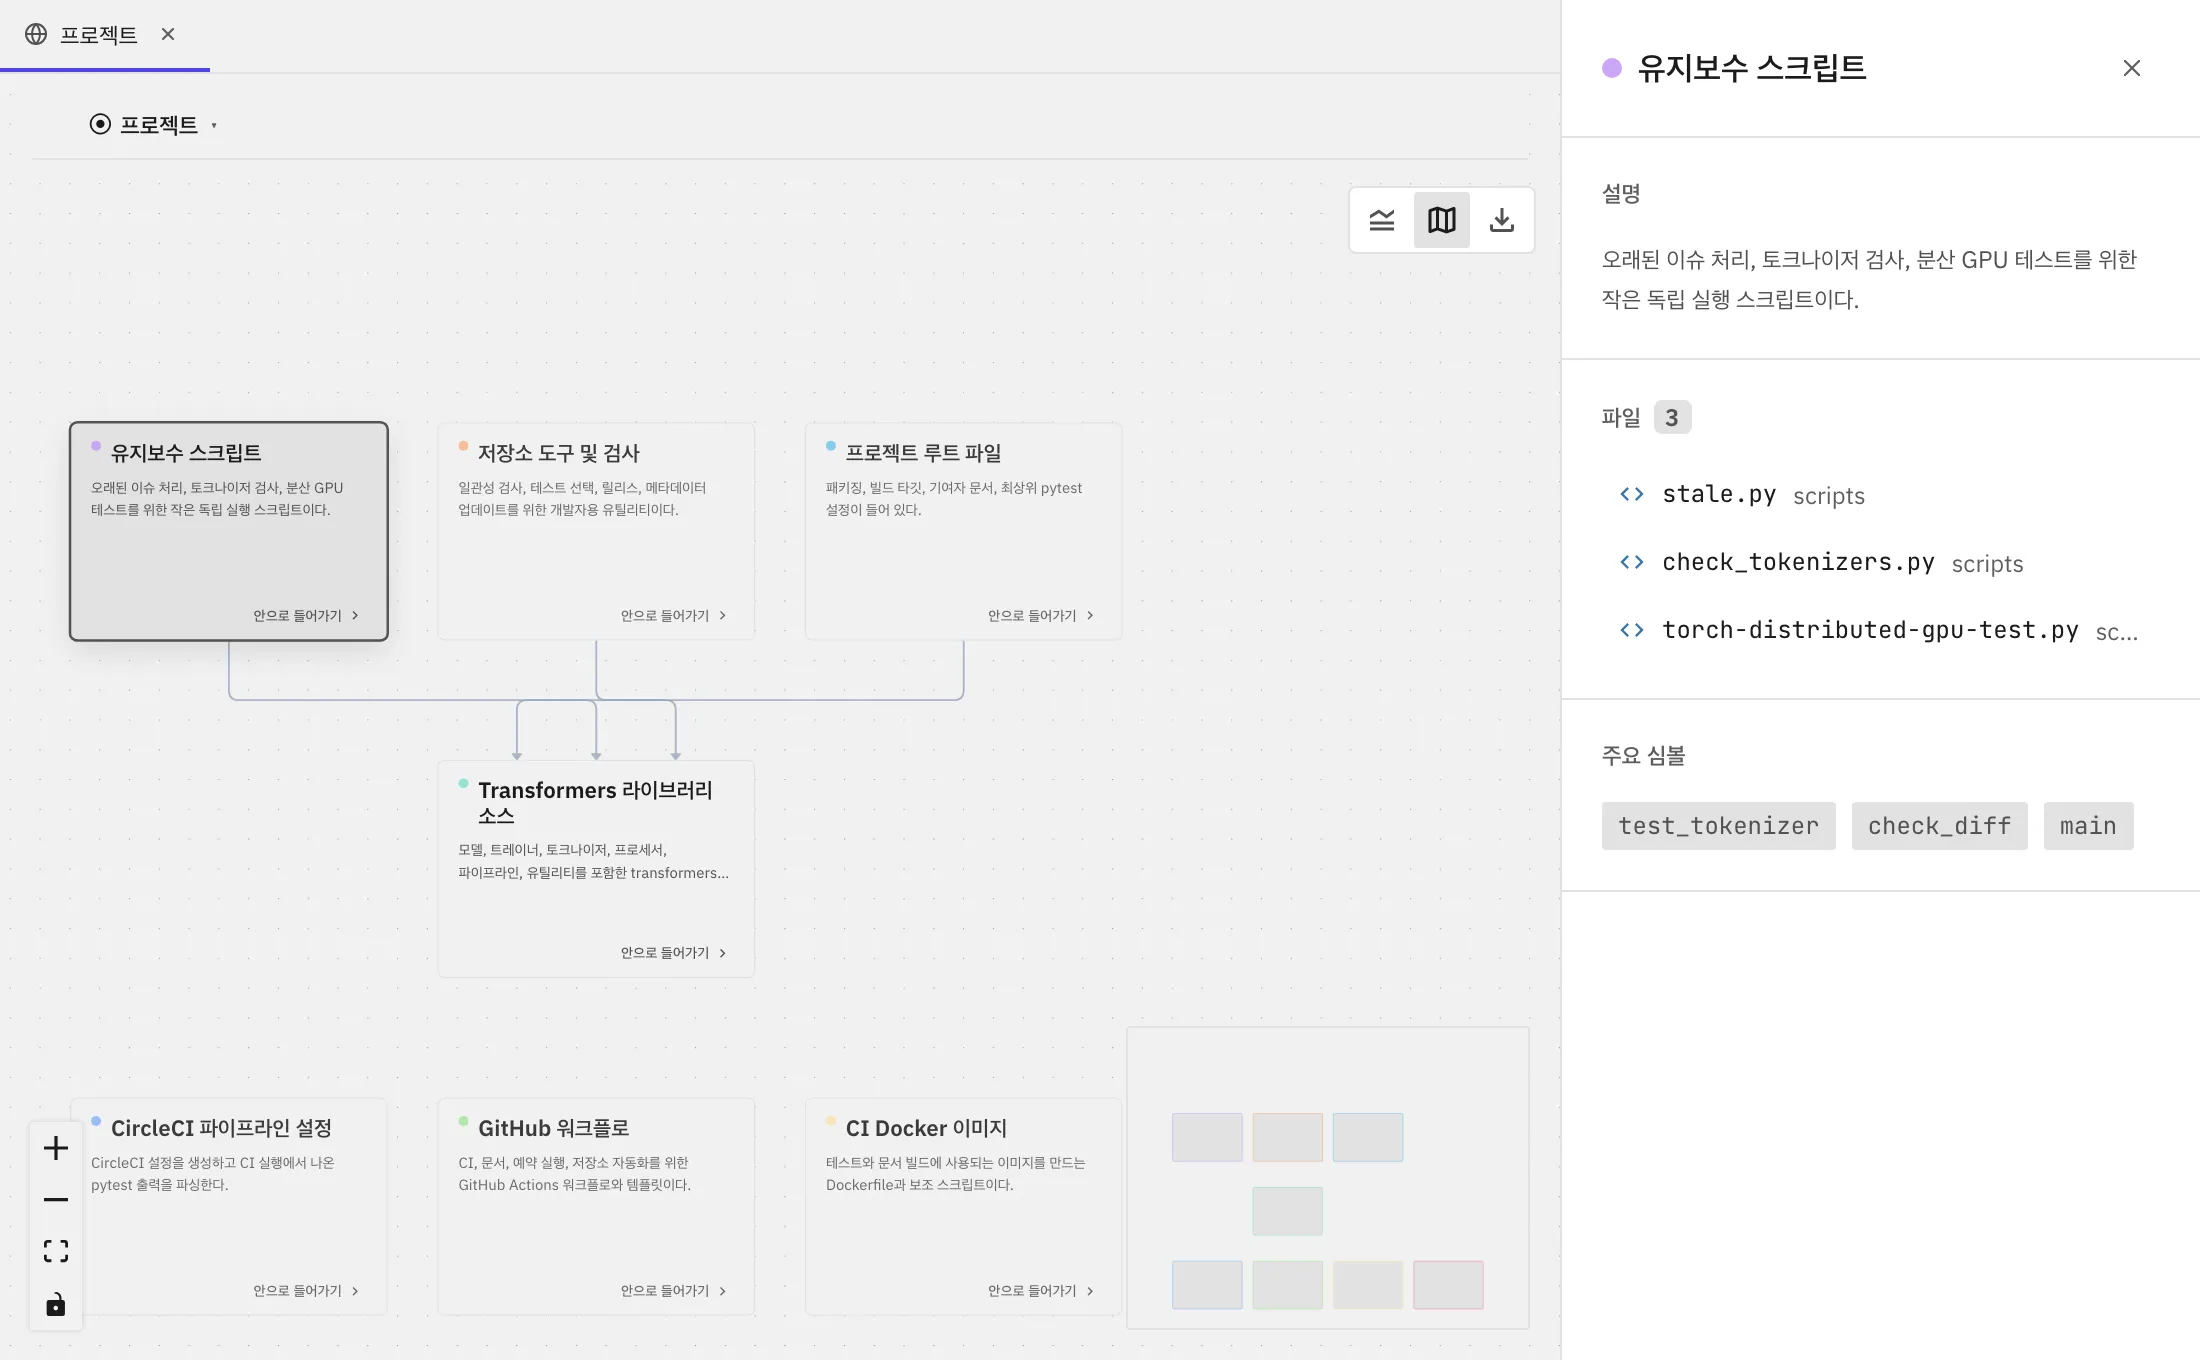 프로젝트
프로젝트
유지보수 스크립트
오래된 이슈 처리, 토크나이저 검사, 분산 GPU
테스트를 위한 작은 독립 실행 스크립트이다.
안으로 들어가기
저장소 도구 및 검사
일관성 검사, 테스트 선택, 릴리스, 메타데이터
업데이트를 위한 개발자용 유틸리티이다.
안으로 들어가기
프로젝트 루트 파일
패키징, 빌드 타깃, 기여자 문서, 최상위 pytest
설정이 들어 있다.
안으로 들어가기
Transformers 라이브러리
소스
모델, 트레이너, 토크나이저, 프로세서,
파이프라인, 유틸리티를 포함한 transformers...
안으로 들어가기
CircleCI 파이프라인 설정
CircleCI 설정을 생성하고 CI 실행에서 나온
pytest 출력을 파싱한다.
안으로 들어가기
GitHub 워크플로
CI, 문서, 예약 실행, 저장소 자동화를 위한
GitHub Actions 워크플로와 템플릿이다.
안으로 들어가기
CI Docker 이미지
테스트와 문서 빌드에 사용되는 이미지를 만드는
Dockerfile과 보조 스크립트이다.
안으로 들어가기
유지보수 스크립트
설명
오래된 이슈 처리, 토크나이저 검사, 분산 GPU 테스트를 위한
작은 독립 실행 스크립트이다.
파일 3
stale.py scripts
check_tokenizers.py scripts
torch-distributed-gpu-test.py sc...
주요 심볼
test_tokenizer check_diff main